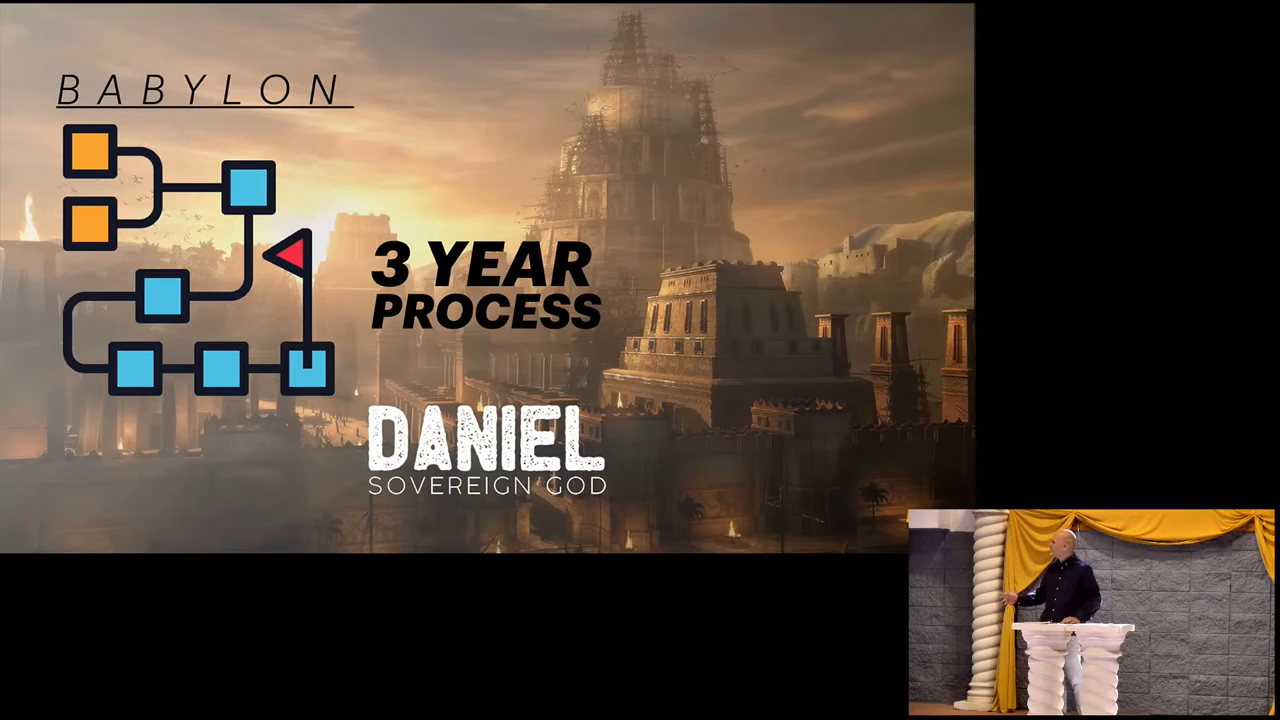 BABYLON
3 YEAR
PROCESS
DANIEL
SOVEREIGN GOD